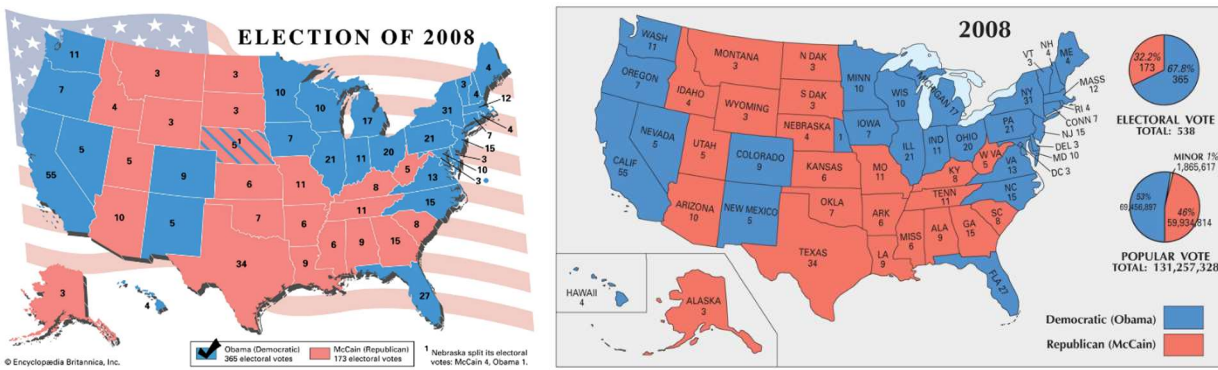 ELECTION OF 2008
11
7
55
5
4
3
3
5
10
3
3
5¹
9
5
6
7
34
10
7
11
6
9
10
21
6
17
11
9
20
8
11
15
5
13
15
8
27
21
31
3
4
4
12
4
7
15
3
10
3
3
4
Obama (Democratic)
365 electoral votes
McCain (Republican)
173 electoral votes
1 Nebraska split its electoral
votes: McCain 4, Obama 1.
© Encyclopædia Britannica, Inc.
2008
WASH
11
OREGON
7
CALIF
55
NEVADA
5
IDAHO
4
MONTANA
3
WYOMING
3
UTAH
5
ARIZONA
10
COLORADO
9
NEW MEXICO
5
N DAK
3
S DAK
3
NEBRASKA
4
1
KANSAS
6
OKLA
7
TEXAS
34
MINN
10
IOWA
7
MO
11
ARK
6
LA
9
WIS
10
ILL
21
MICHIGAN 17
IND
11
OHIO
20
KY
8
TENN
11
MISS
6
ALA
9
GA
15
FLA 27
SC
8
NC
15
VA
13
W VA
5
PA
21
NY
31
VT
3
NH
4
ME
4
MASS
12
RI 4
CONN 7
NJ 15
DEL 3
MD 10
DC 3
HAWAII
4
ALASKA
3
32.2%
173
67.8%
365
ELECTORAL VOTE
TOTAL: 538
MINOR 1%
1,865,617
53%
69,456,897
46%
59,934,814
POPULAR VOTE
TOTAL: 131,257,328
Democratic (Obama)
Republican (McCain)